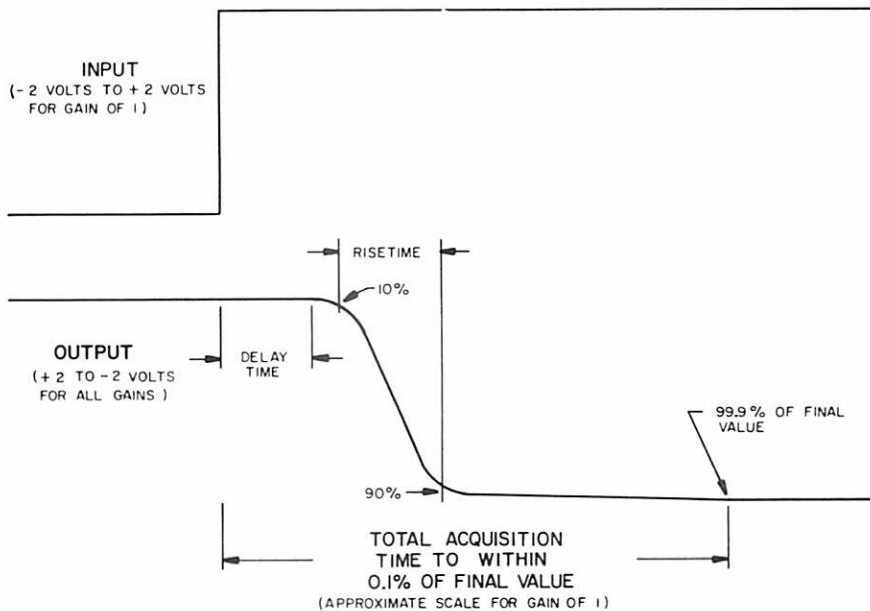 INPUT
(-2 VOLTS TO +2 VOLTS
FOR GAIN OF 1)
RISETIME
10%
OUTPUT
(+2 TO -2 VOLTS
FOR ALL GAINS)
DELAY
TIME
99.9% OF FINAL
VALUE
90%
TOTAL ACQUISITION
TIME TO WITHIN
0.1% OF FINAL VALUE
(APPROXIMATE SCALE FOR GAIN OF 1)